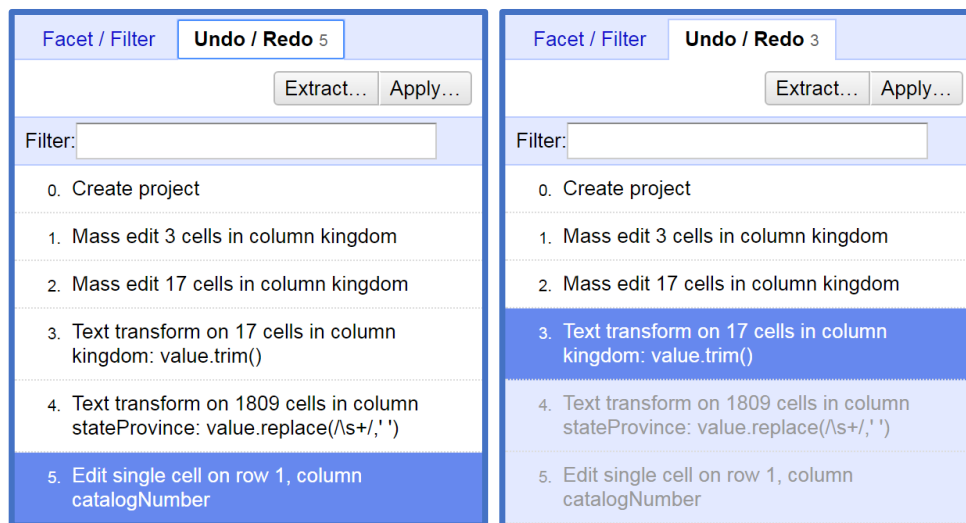 Facet / Filter Undo / Redo 5
Extract... Apply...
Filter:
0. Create project
1. Mass edit 3 cells in column kingdom
2. Mass edit 17 cells in column kingdom
3. Text transform on 17 cells in column
kingdom: value.trim()
4. Text transform on 1809 cells in column
stateProvince: value.replace(/\s+/,' ')
5. Edit single cell on row 1, column
catalogNumber
Facet / Filter Undo / Redo 3
Extract... Apply...
Filter:
0. Create project
1. Mass edit 3 cells in column kingdom
2. Mass edit 17 cells in column kingdom
3. Text transform on 17 cells in column
kingdom: value.trim()
4. Text transform on 1809 cells in column
stateProvince: value.replace(/\s+/,' ')
5. Edit single cell on row 1, column
catalogNumber